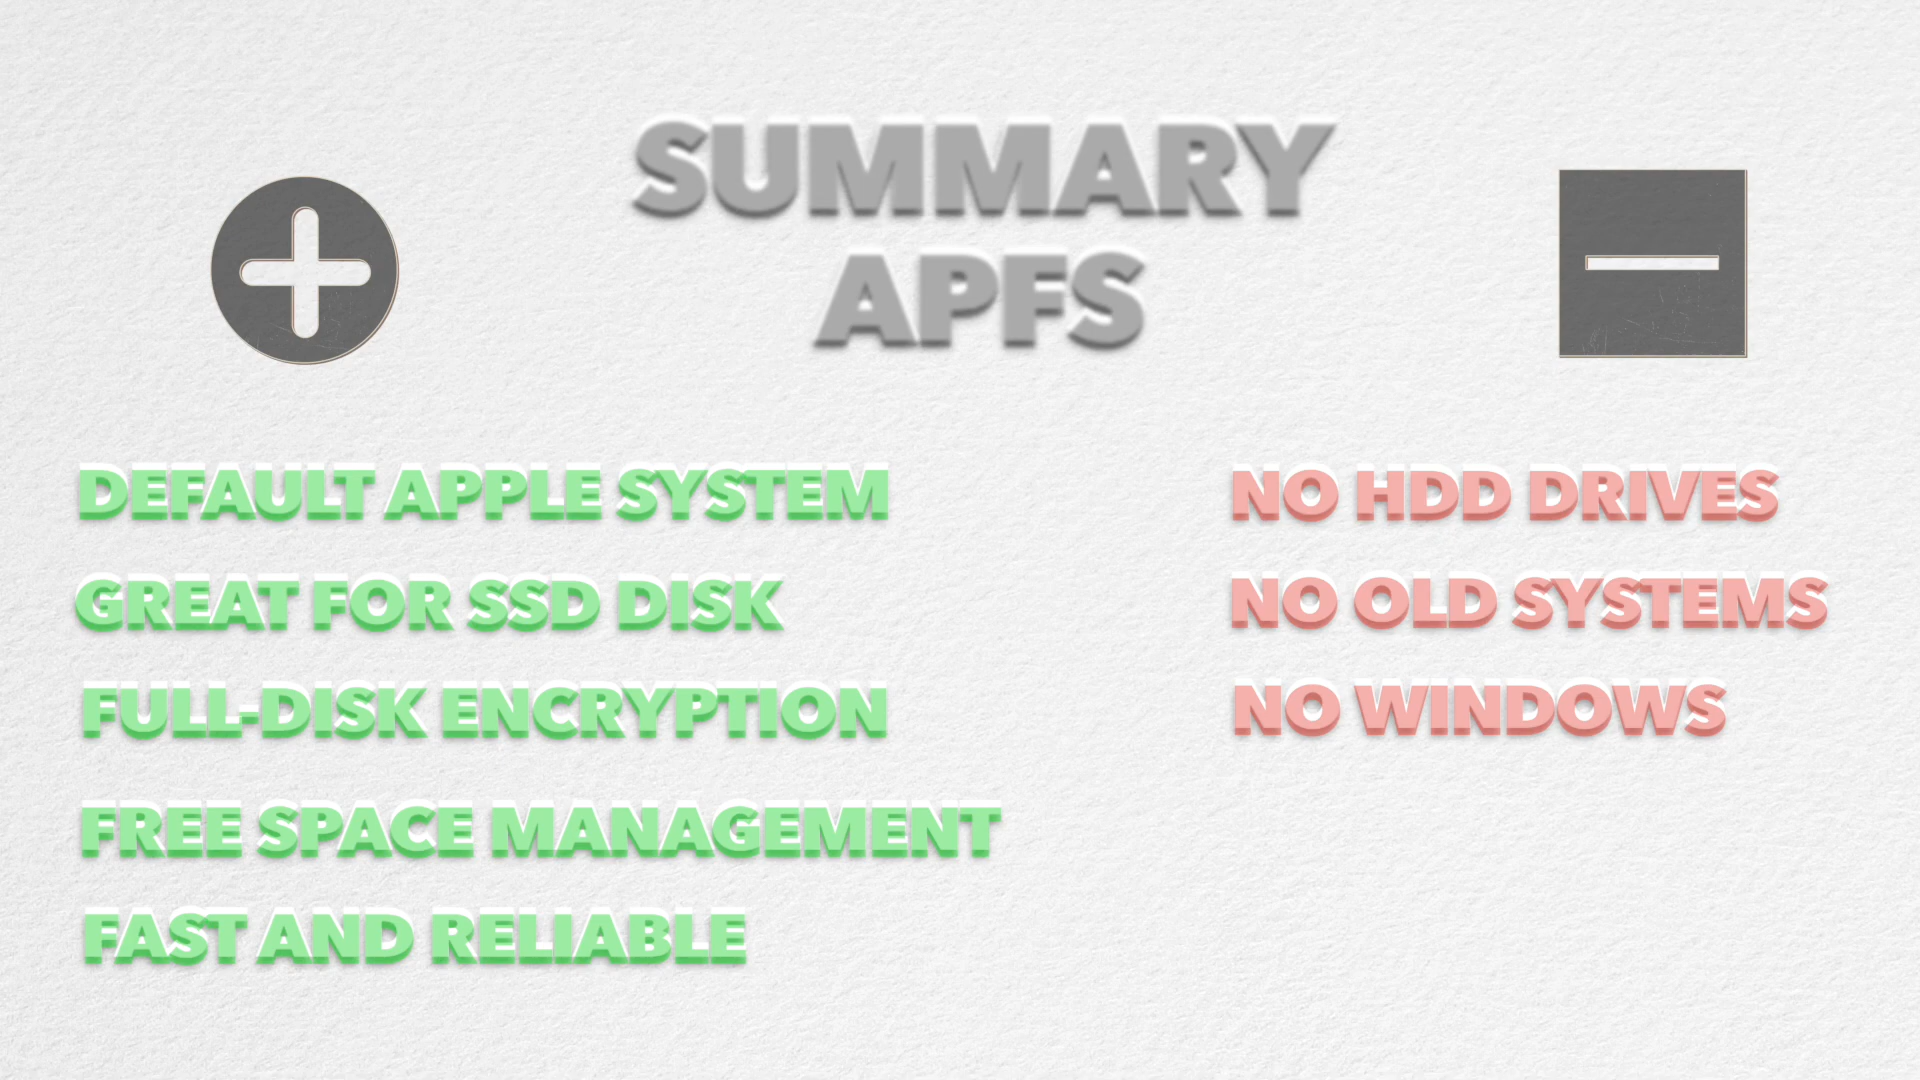 SUMMARY
APFS
DEFAULT APPLE SYSTEM
GREAT FOR SSD DISK
FULL-DISK ENCRYPTION
FREE SPACE MANAGEMENT
FAST AND RELIABLE
NO HDD DRIVES
NO OLD SYSTEMS
NO WINDOWS